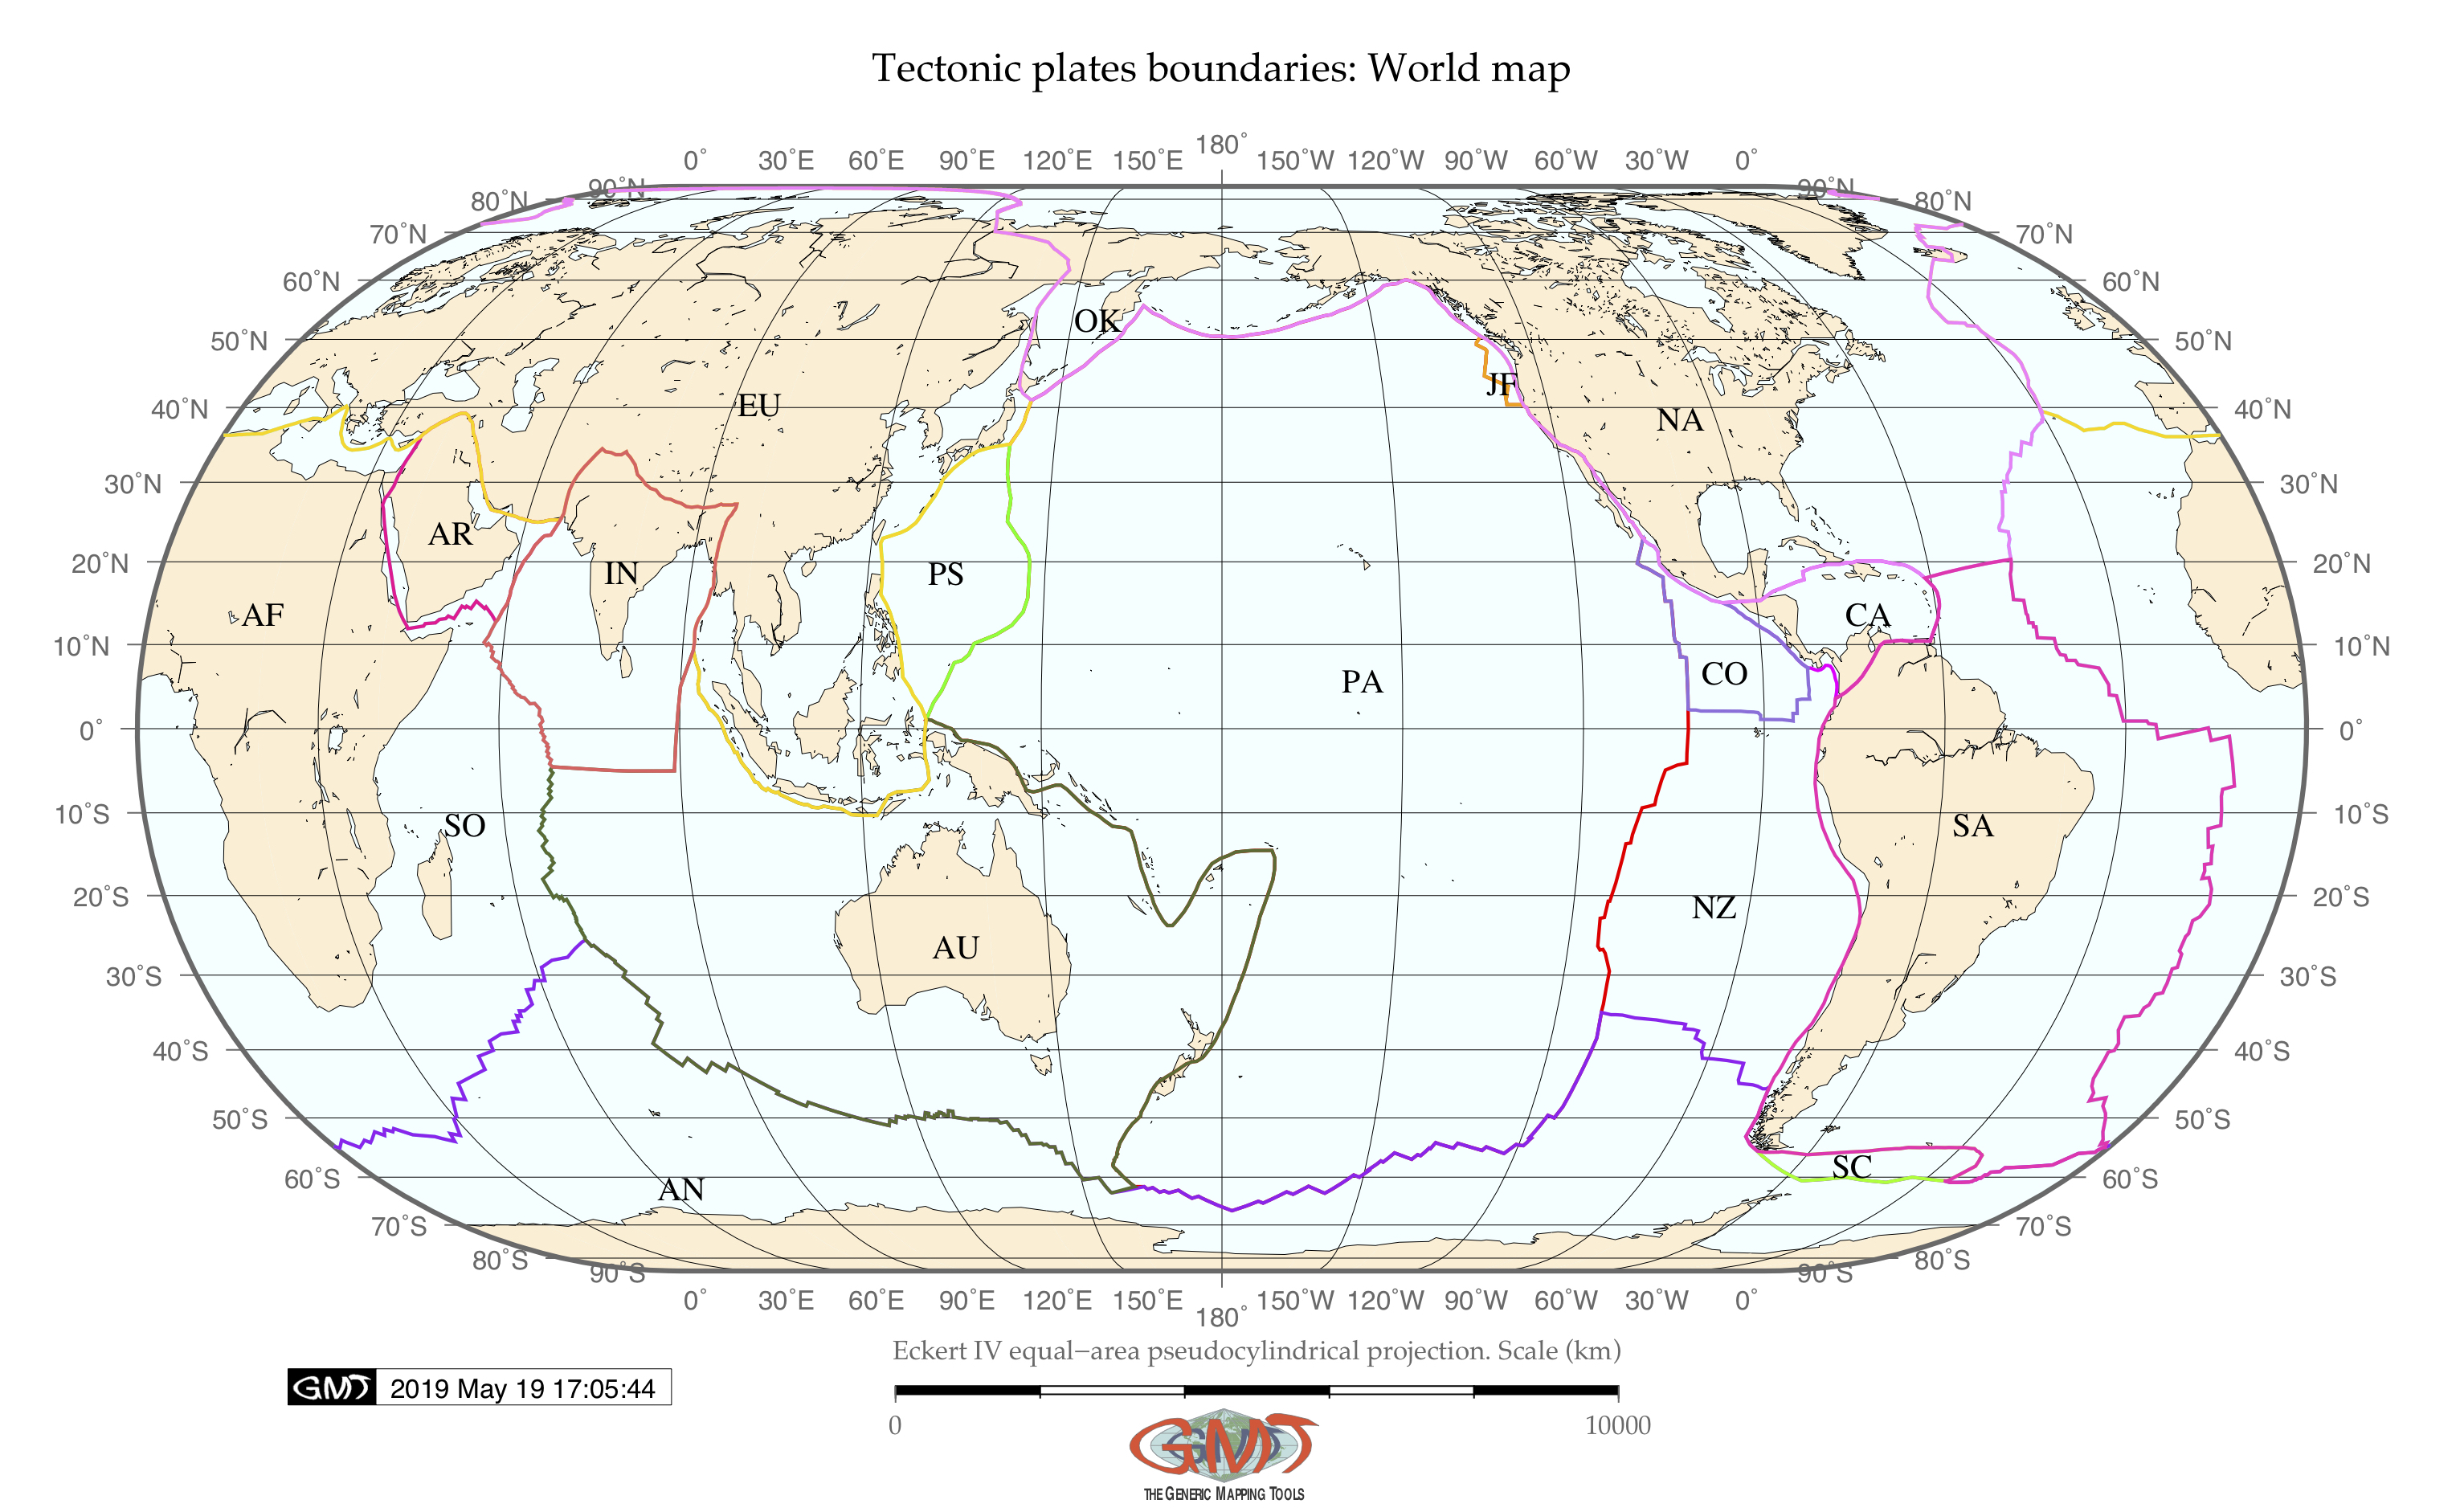 Tectonic plates boundaries: World map
180°
0° 30°E 60°E 90°E 120°E 150°E 150°W 120°W 90°W 60°W 30°W 0°
90°N 90°N
80°N 80°N
70°N 70°N
60°N 60°N
OK
50°N 50°N
JF
EU NA
40°N 40°N
30°N 30°N
AR
20°N IN PS 20°N
AF CA
10°N 10°N
CO
PA
0° 0°
10°S 10°S
SO SA
20°S 20°S
NZ
AU
30°S 30°S
40°S 40°S
50°S 50°S
SC
60°S 60°S
AN
70°S 70°S
80°S 80°S
90°S 90°S
0° 30°E 60°E 90°E 120°E 150°E 150°W 120°W 90°W 60°W 30°W 0°
180°
Eckert IV equal−area pseudocylindrical projection. Scale (km)
GMT 2019 May 19 17:05:44
0 10000
GMT
THE GENERIC MAPPING TOOLS